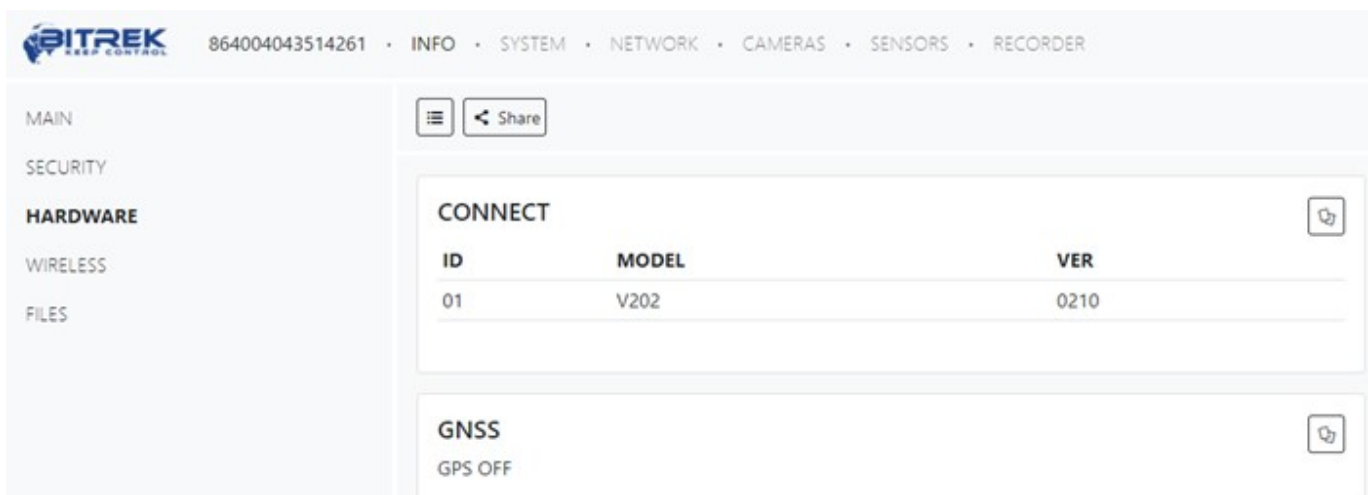 BITREK
KEEP CONTROL
864004043514261 · INFO · SYSTEM · NETWORK · CAMERAS · SENSORS · RECORDER
MAIN
SECURITY
HARDWARE
WIRELESS
FILES
Share
CONNECT
ID MODEL VER
01 V202 0210
GNSS
GPS OFF